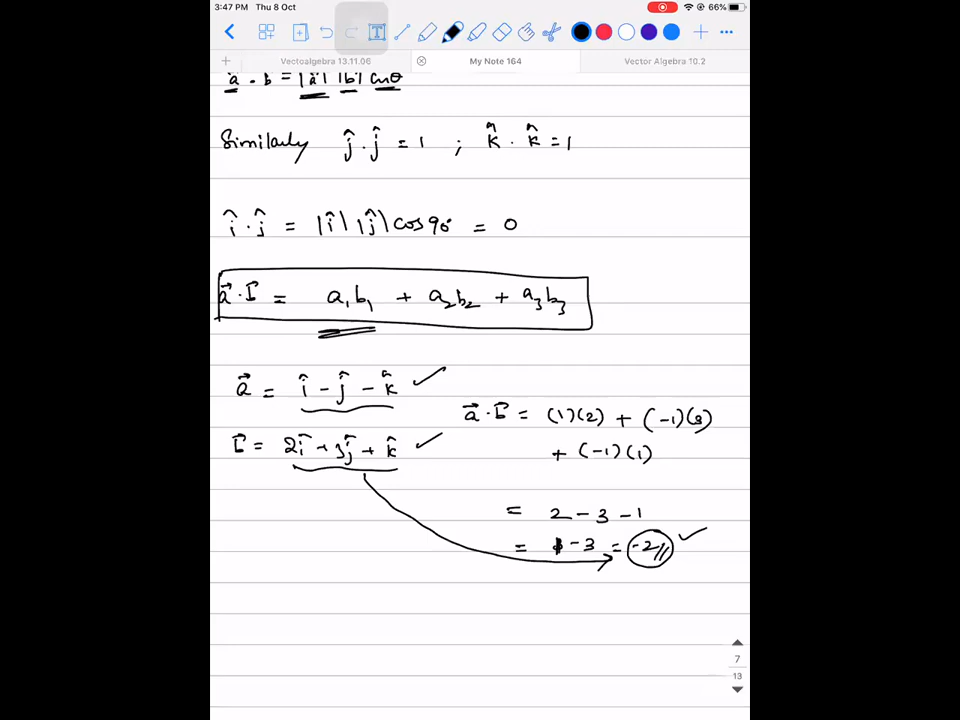 3:47 PM Thu 8 Oct 66%
Vectoalgebra 13.11.06 My Note 164 Vector Algebra 10.2
a · b = |a| |b| cosθ
Similarly ĵ · ĵ = 1 ; k̂ · k̂ = 1
î · ĵ = |î| |ĵ| cos 90° = 0
a⃗ · b⃗ = a₁b₁ + a₂b₂ + a₃b₃
a⃗ = î - ĵ - k̂ ✓
b⃗ = 2î + 3ĵ + k̂ ✓
a⃗ · b⃗ = (1)(2) + (-1)(3)
+ (-1)(1)
= 2 - 3 - 1
= 1 - 3 = -2 ✓
7
13